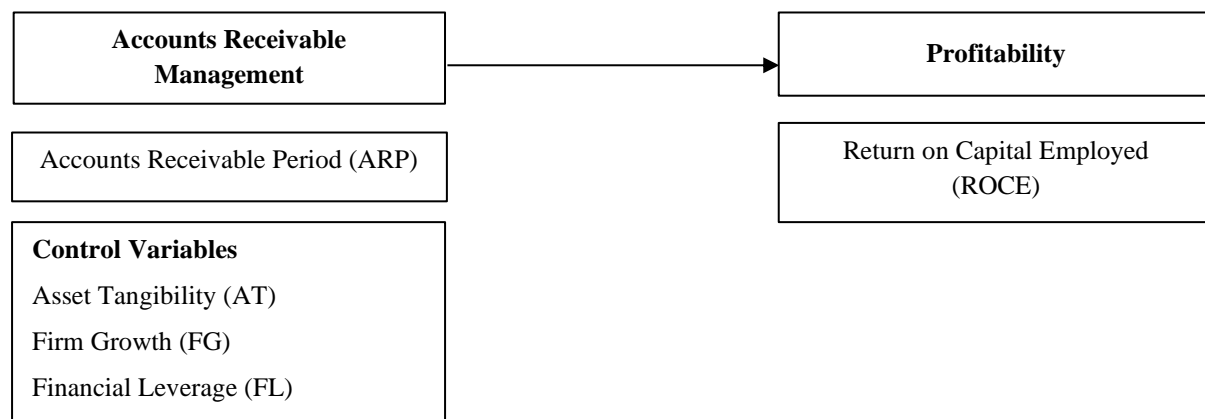 Accounts Receivable
Management
Profitability
Accounts Receivable Period (ARP)
Return on Capital Employed
(ROCE)
Control Variables
Asset Tangibility (AT)
Firm Growth (FG)
Financial Leverage (FL)